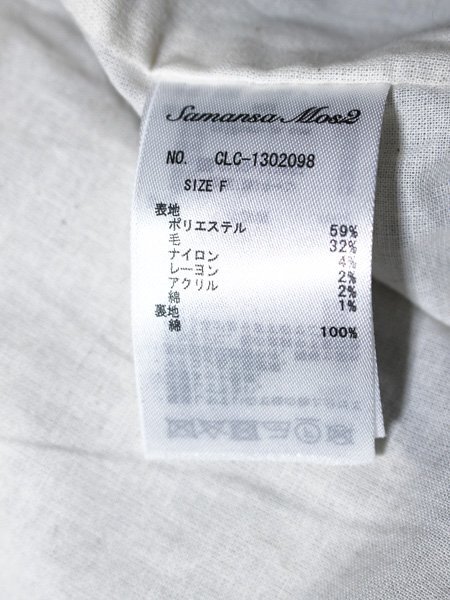 Samansa Mos2
NO. CLC-1302098
SIZE F
表地
ポリエステル 59%
毛 32%
ナイロン 4%
レーヨン 2%
アクリル 2%
綿 1%
裏地
綿 100%